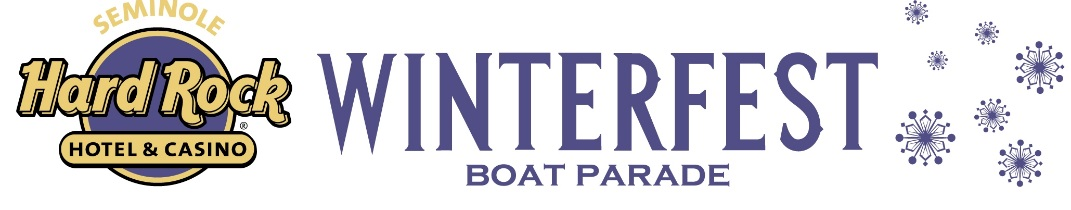 SEMINOLE
Hard Rock
®
HOTEL & CASINO
WINTERFEST
BOAT PARADE